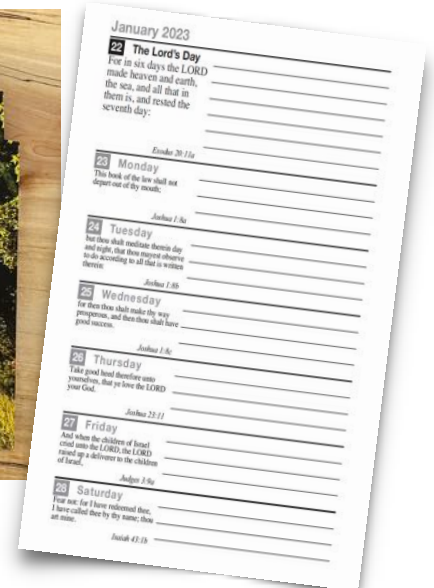 January 2023
22 The Lord's Day
For in six days the LORD
made heaven and earth,
the sea, and all that in
them is, and rested the
seventh day:
Exodus 20:11a
23 Monday
This book of the law shall not
depart out of thy mouth;
Joshua 1:8a
24 Tuesday
but thou shalt meditate therein day
and night, that thou mayest observe
to do according to all that is written
therein:
Joshua 1:8b
25 Wednesday
for then thou shalt make thy way
prosperous, and then thou shalt have
good success.
Joshua 1:8c
26 Thursday
Take good heed therefore unto
yourselves, that ye love the LORD
your God.
Joshua 23:11
27 Friday
And when the children of Israel
cried unto the LORD, the LORD
raised up a deliverer to the children
of Israel,
Judges 3:9a
28 Saturday
Fear not: for I have redeemed thee,
I have called thee by thy name; thou
art mine.
Isaiah 43:1b